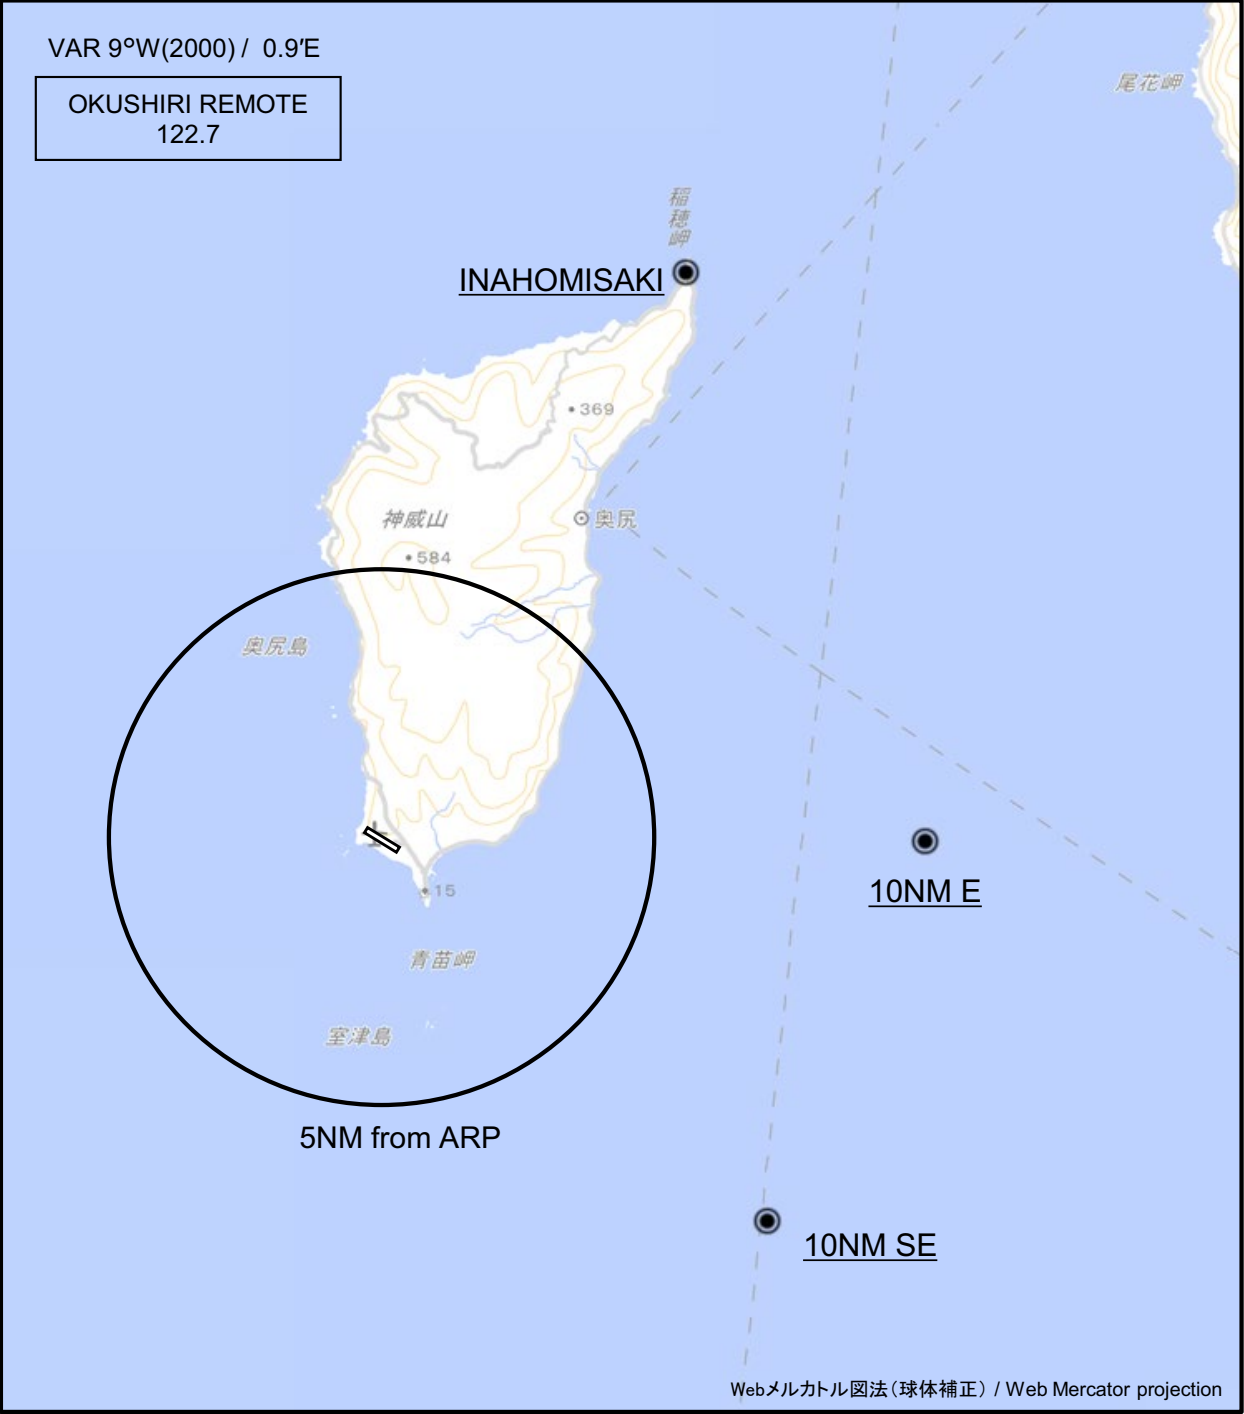 VAR 9°W(2000) / 0.9′E
OKUSHIRI REMOTE
122.7
尾花岬
稲穂岬
INAHOMISAKI
369
神威山
奥尻
584
奥尻島
10NM E
15
青苗岬
室津島
5NM from ARP
10NM SE
Webメルカトル図法(球体補正) / Web Mercator projection